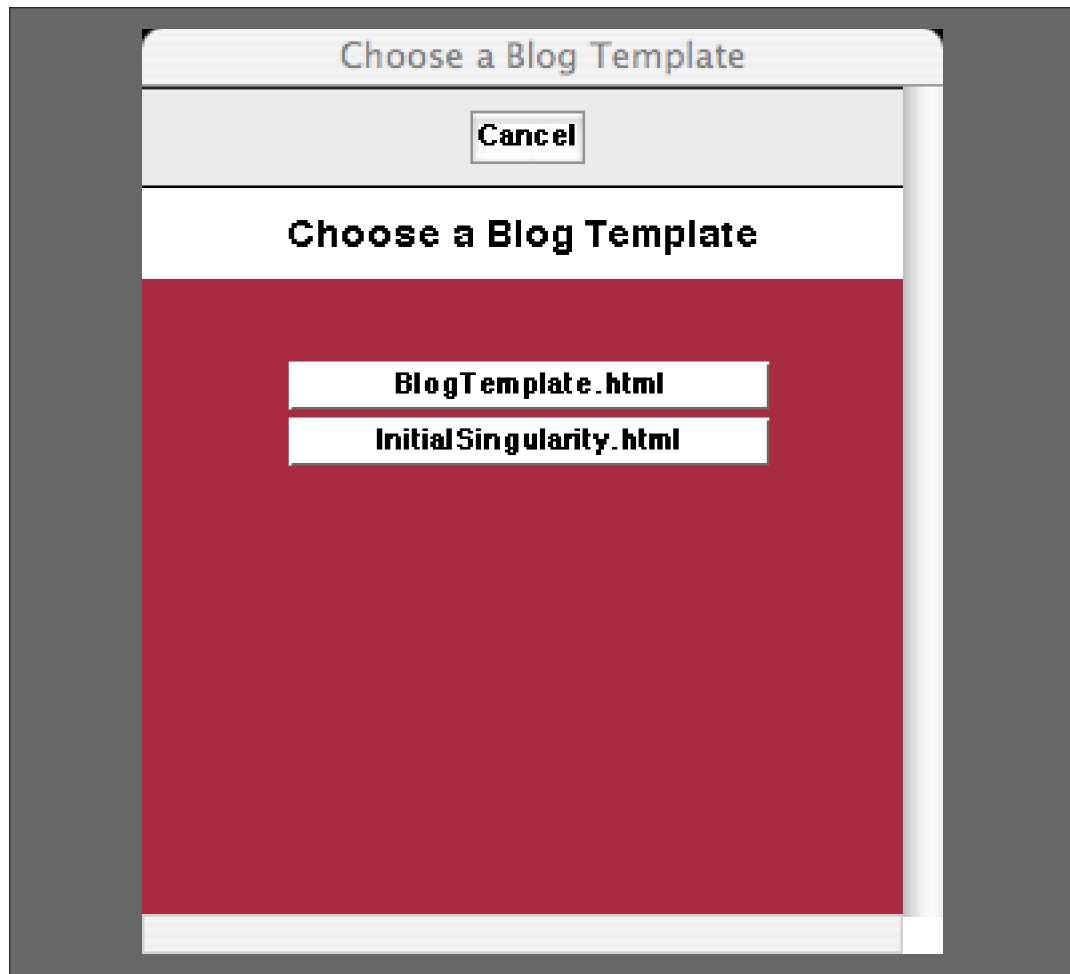 Choose a Blog Template
Cancel
Choose a Blog Template
BlogTemplate.html
InitialSingularity.html